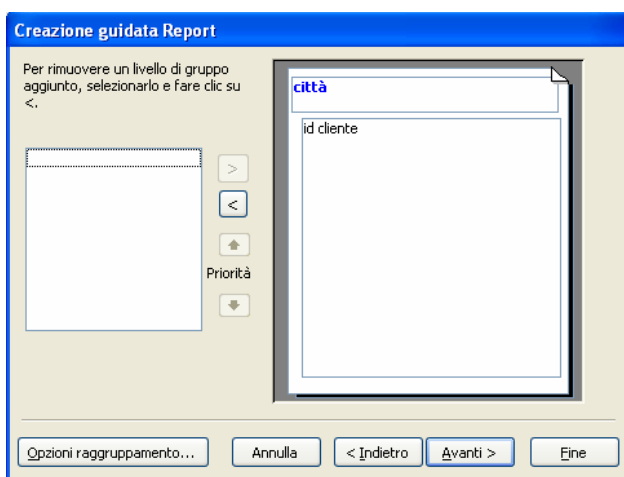 Creazione guidata Report
Per rimuovere un livello di gruppo
aggiunto, selezionarlo e fare clic su
<.
città
id cliente
>
<
Priorità
Opzioni raggruppamento...
Annulla
< Indietro
Avanti >
Fine